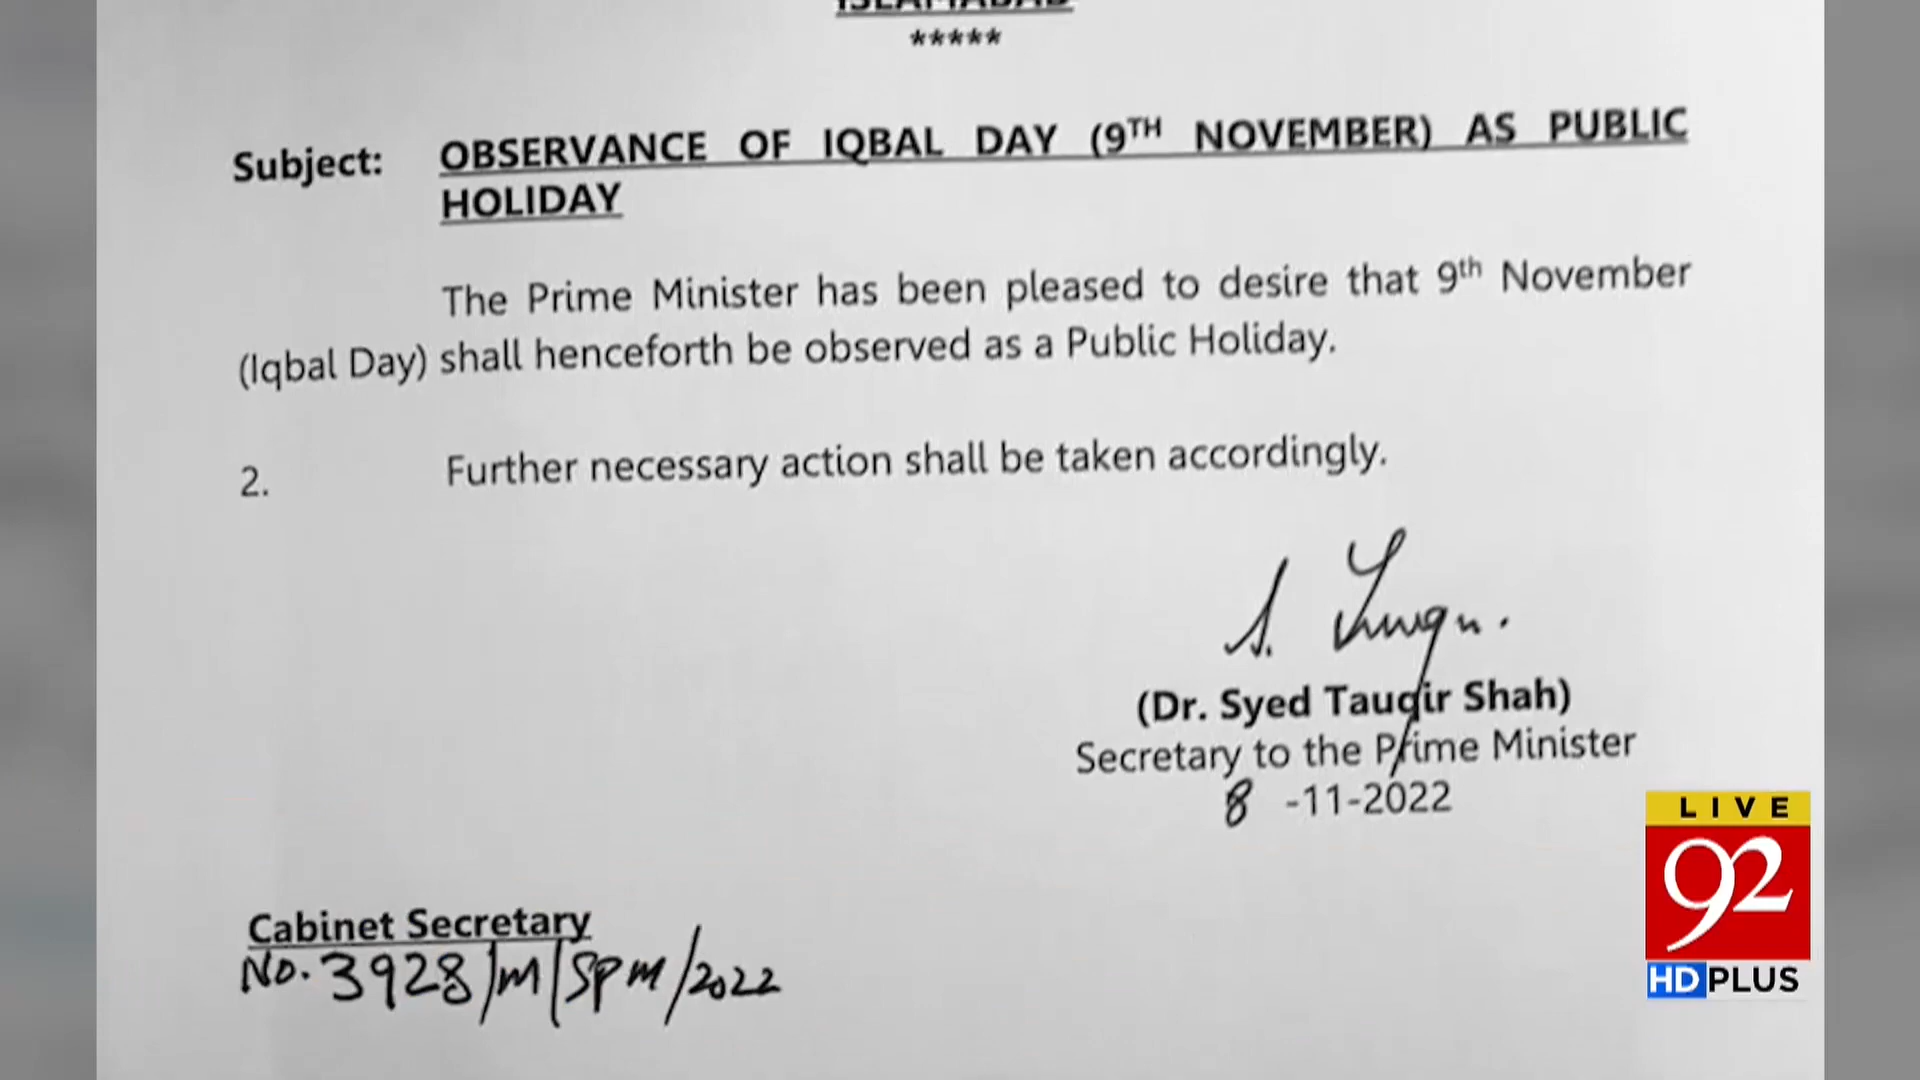 ISLAMABAD
*****
Subject: OBSERVANCE OF IQBAL DAY (9TH NOVEMBER) AS PUBLIC
HOLIDAY
The Prime Minister has been pleased to desire that 9th November
(Iqbal Day) shall henceforth be observed as a Public Holiday.
2. Further necessary action shall be taken accordingly.
(Dr. Syed Tauqir Shah)
Secretary to the Prime Minister
8 -11-2022
Cabinet Secretary
No. 3928/m/SPM/2022
LIVE
92
HD PLUS